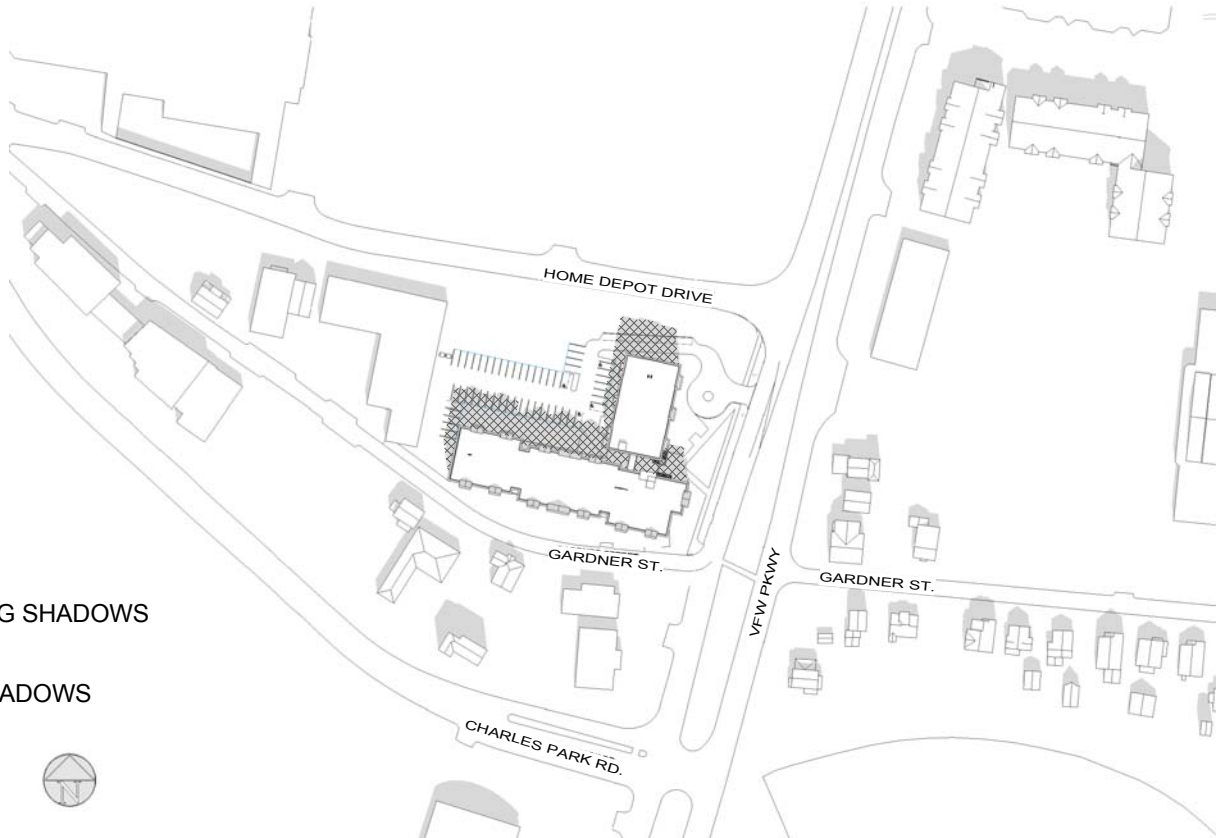 HOME DEPOT DRIVE
GARDNER ST.
GARDNER ST.
VFW PKWY
G SHADOWS
ADOWS
CHARLES PARK RD.
N